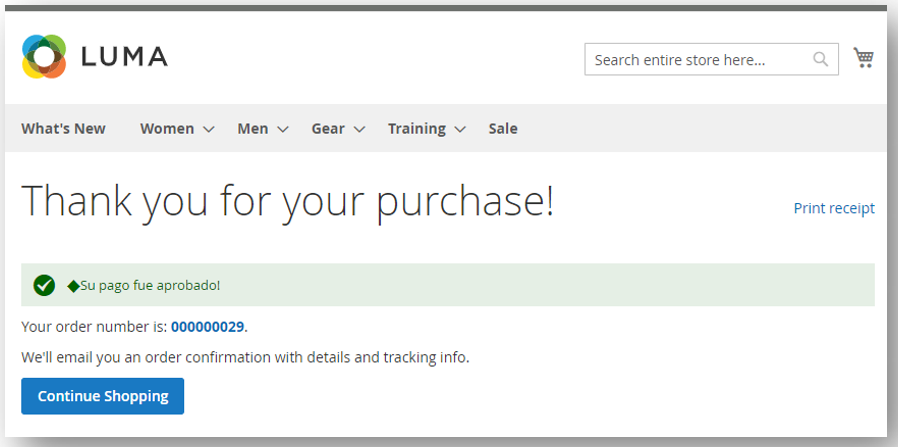 LUMA
Search entire store here...
What's New Women Men Gear Training Sale
Thank you for your purchase!
Print receipt
�Su pago fue aprobado!
Your order number is: 000000029.
We'll email you an order confirmation with details and tracking info.
Continue Shopping